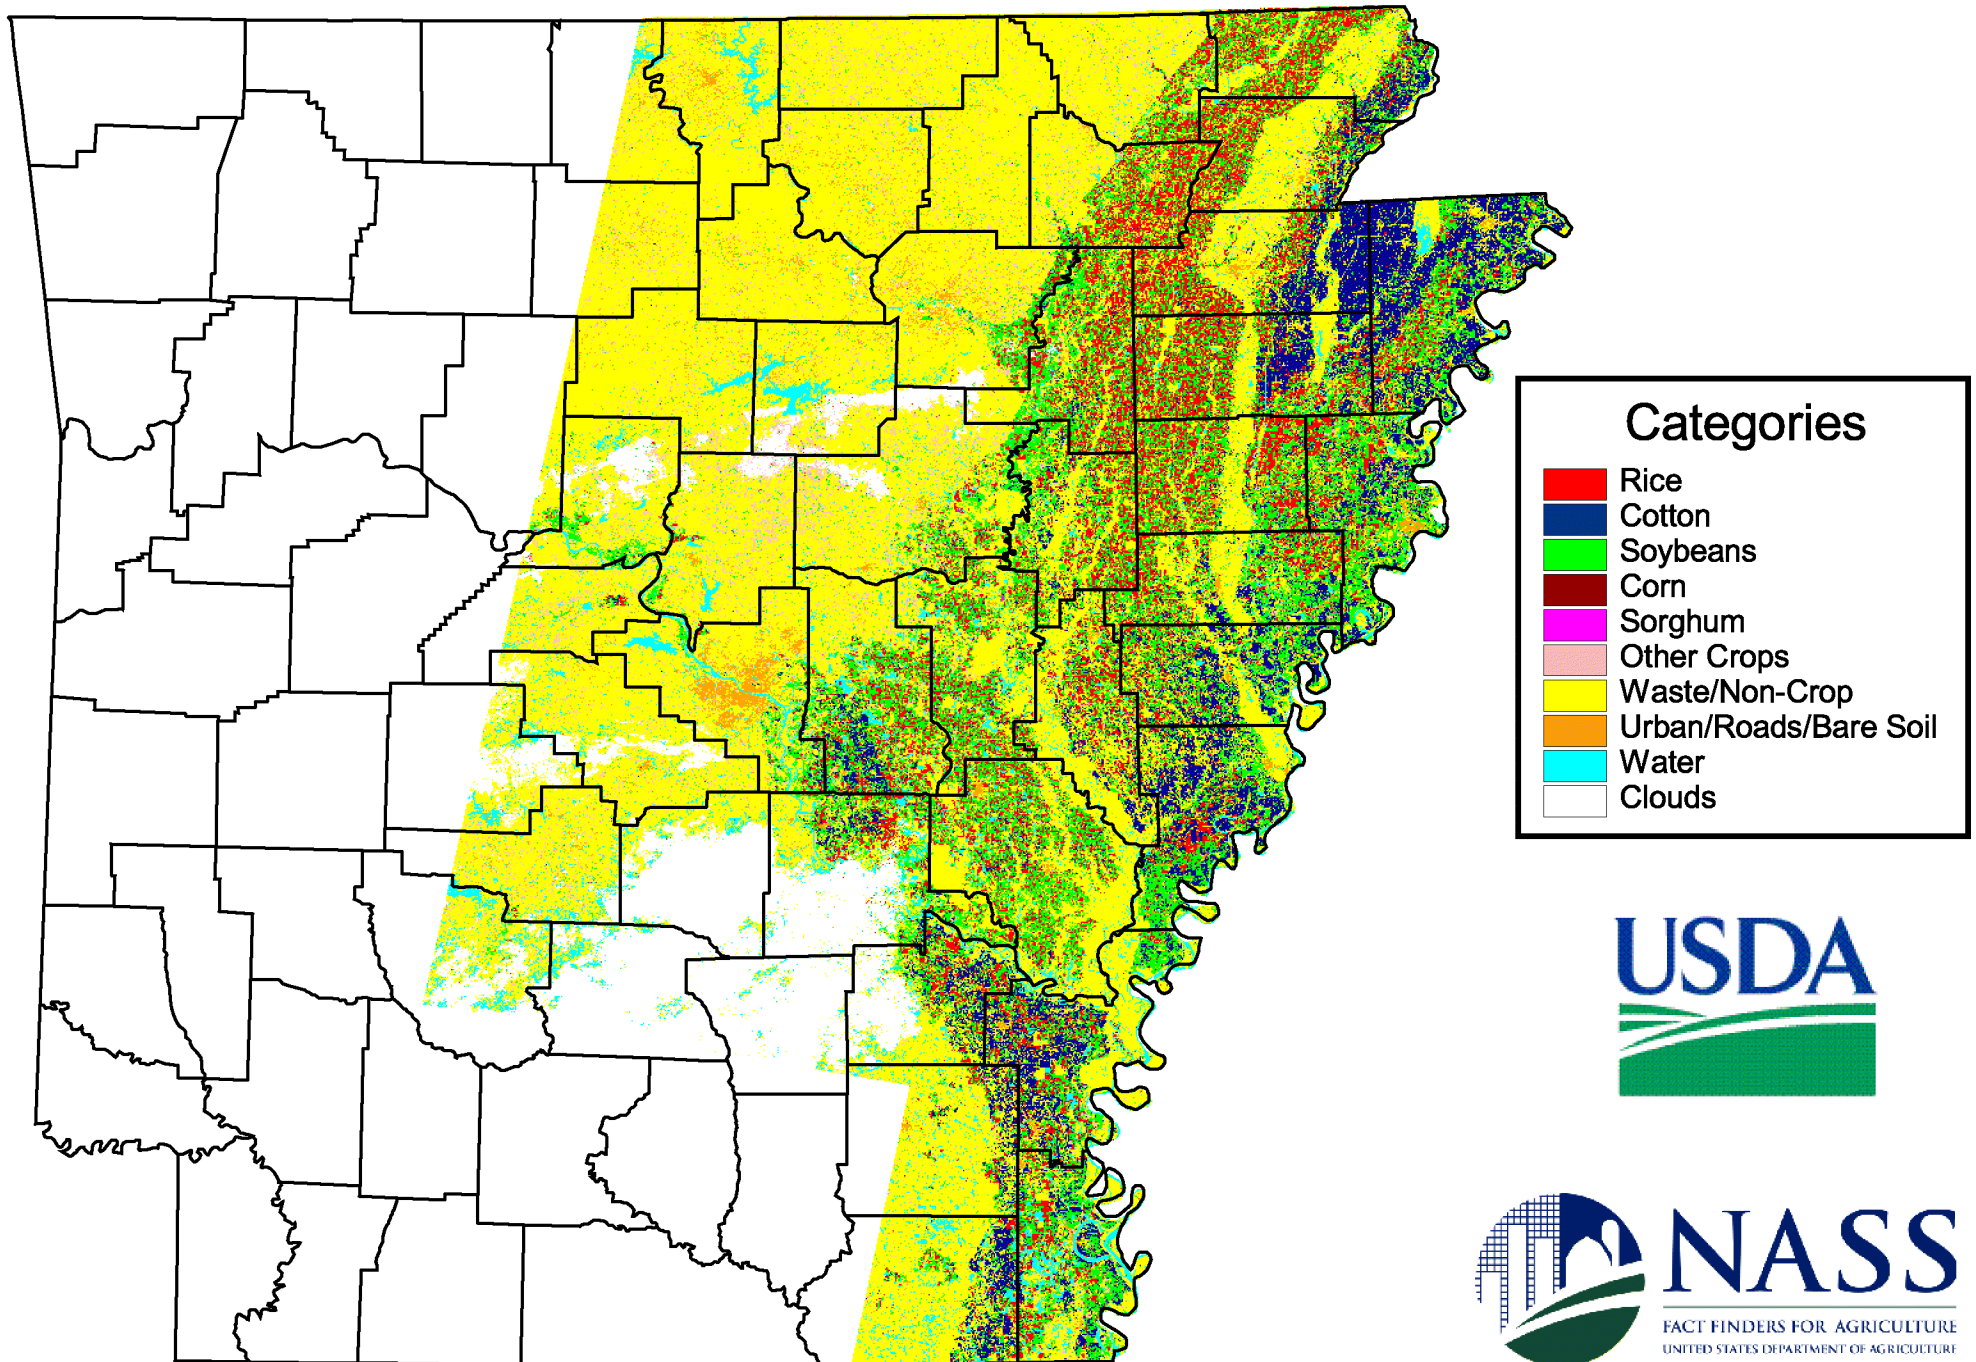 Categories
Rice
Cotton
Soybeans
Corn
Sorghum
Other Crops
Waste/Non-Crop
Urban/Roads/Bare Soil
Water
Clouds
USDA
NASS
FACT FINDERS FOR AGRICULTURE
UNITED STATES DEPARTMENT OF AGRICULTURE